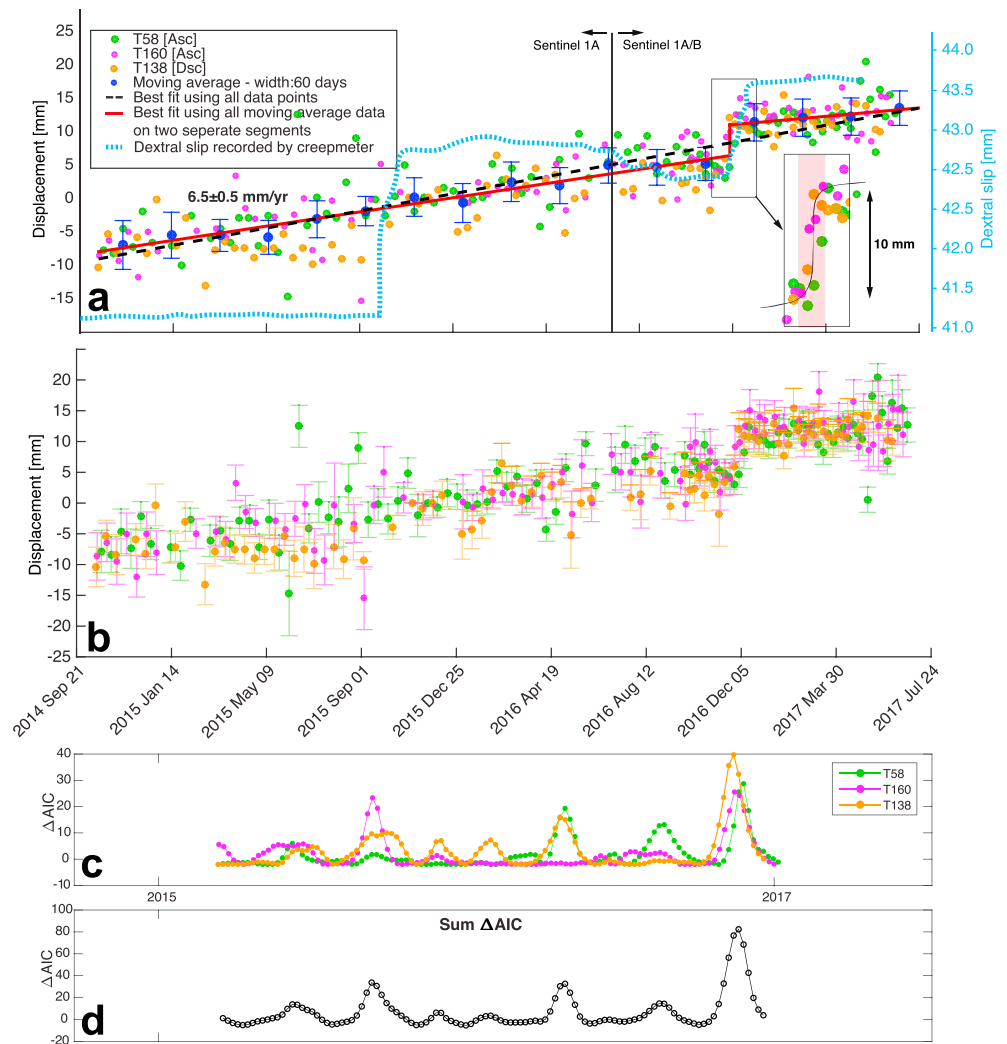 25
20
15
10
5
0
-5
-10
-15
Displacement [mm]
T58 [Asc]
T160 [Asc]
T138 [Dsc]
Moving average - width:60 days
Best fit using all data points
Best fit using all moving average data
on two seperate segments
Dextral slip recorded by creepmeter
Sentinel 1A
Sentinel 1A/B
6.5±0.5 mm/yr
10 mm
44.0
43.5
43.0
42.5
42.0
41.5
41.0
Dextral slip [mm]
a
20
15
10
5
0
-5
-10
-15
-20
-25
Displacement [mm]
b
2014 Sep 21
2015 Jan 14
2015 May 09
2015 Sep 01
2015 Dec 25
2016 Apr 19
2016 Aug 12
2016 Dec 05
2017 Mar 30
2017 Jul 24
40
30
20
10
0
-10
Δ AIC
T58
T160
T138
c
2015
2017
100
80
60
40
20
0
-20
Δ AIC
Sum Δ AIC
d